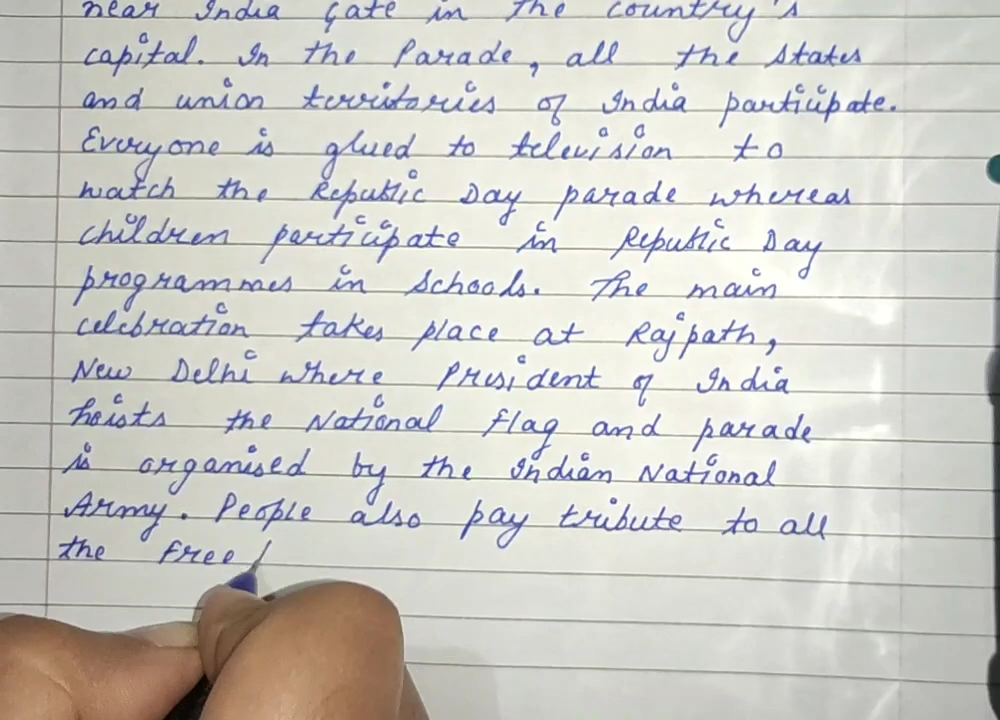 near India Gate in the country's
capital. In the Parade, all the States
and union territories of India participate.
Everyone is glued to television to
watch the Republic Day parade whereas
children participate in Republic Day
programmes in Schools. The main
celebration takes place at Rajpath,
New Delhi where President of India
hoists the National Flag and parade
is organised by the Indian National
Army. People also pay tribute to all
the Free